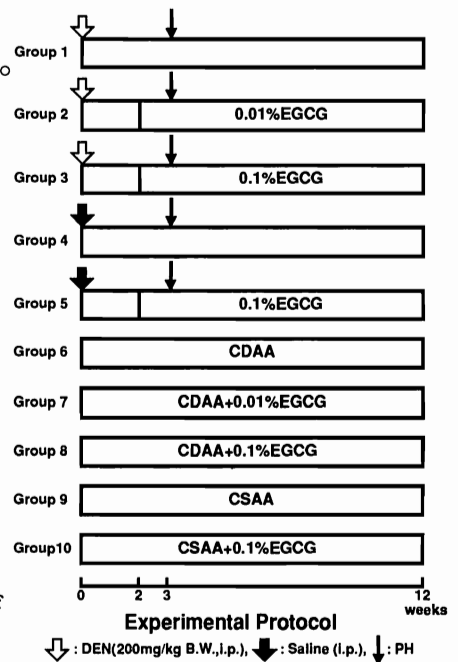 Group 1
Group 2 0.01%EGCG
Group 3 0.1%EGCG
Group 4
Group 5 0.1%EGCG
Group 6 CDAA
Group 7 CDAA+0.01%EGCG
Group 8 CDAA+0.1%EGCG
Group 9 CSAA
Group10 CSAA+0.1%EGCG
0 2 3 12
weeks
Experimental Protocol
: DEN(200mg/kg B.W.,i.p.), : Saline (i.p.), : PH